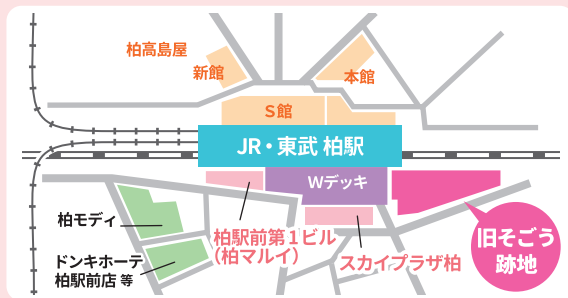 柏高島屋
新館
本館
S館
JR・東武 柏駅
Wデッキ
柏モディ
柏駅前第1ビル
(柏マルイ)
スカイプラザ柏
旧そごう
跡地
ドンキホーテ
柏駅前店 等